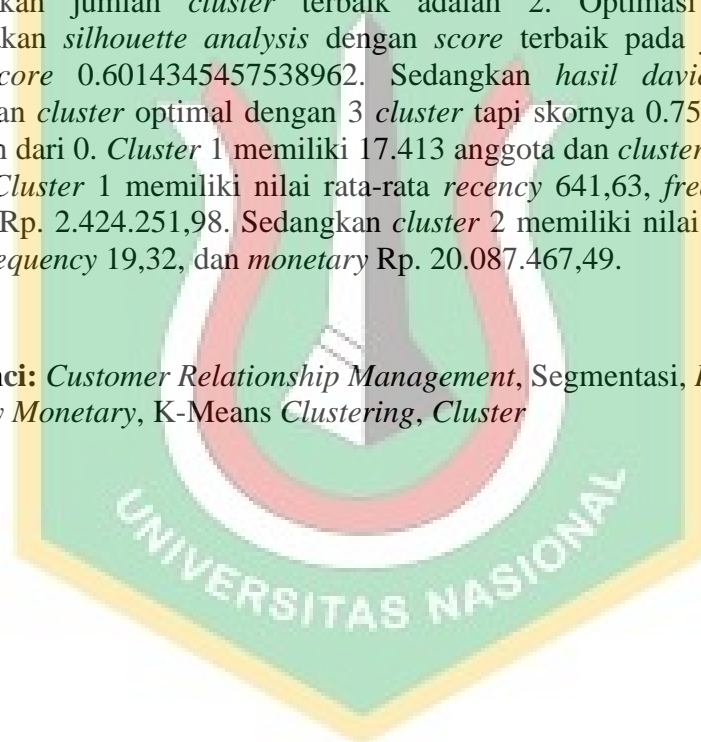 kan jumlah cluster terbaik adalah 2. Optimasi
kan silhouette analysis dengan score terbaik pada
core 0.6014345457538962. Sedangkan hasil davie
an cluster optimal dengan 3 cluster tapi skornya 0.75
n dari 0. Cluster 1 memiliki 17.413 anggota dan cluster
Cluster 1 memiliki nilai rata-rata recency 641,63, fre
Rp. 2.424.251,98. Sedangkan cluster 2 memiliki nilai
equency 19,32, dan monetary Rp. 20.087.467,49.
nci: Customer Relationship Management, Segmentasi,
y Monetary, K-Means Clustering, Cluster
UNIVERSITAS NASIONAL